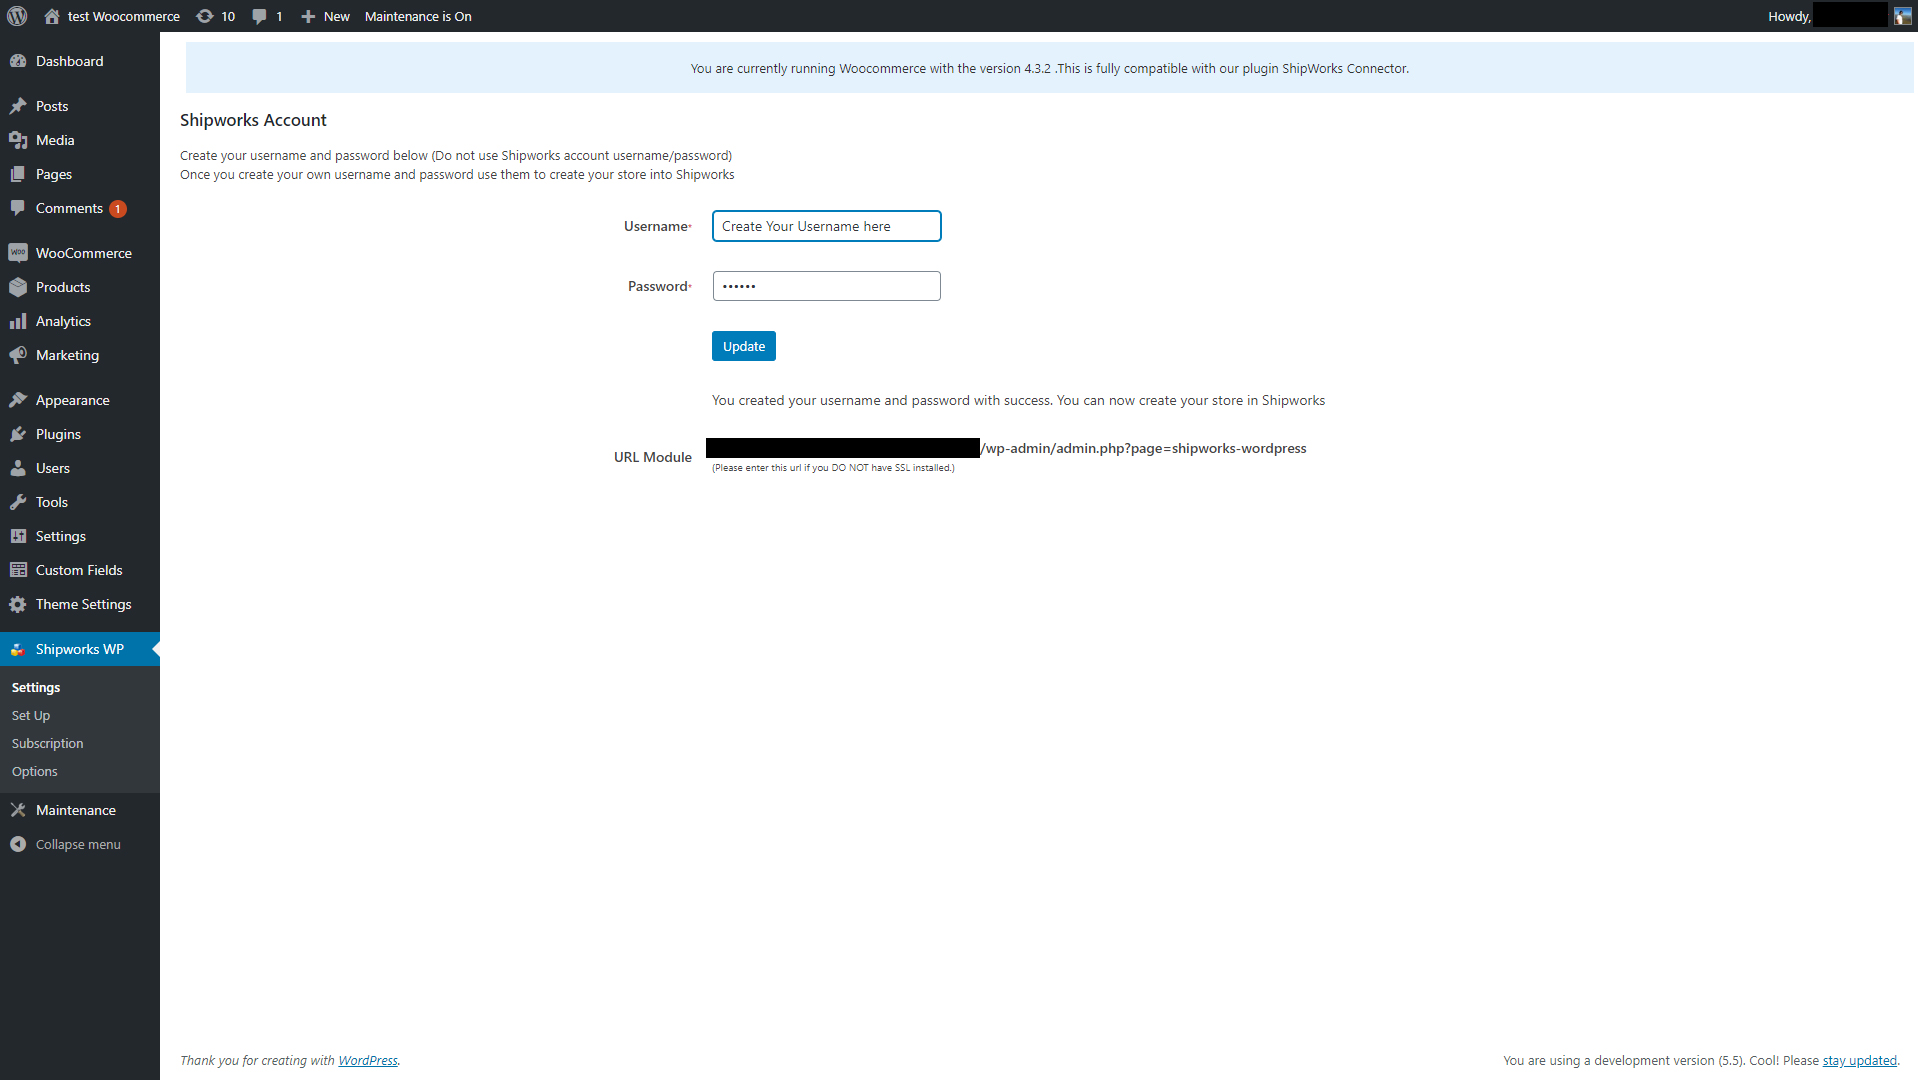 test Woocommerce 10 1 New Maintenance is On Howdy,
Dashboard
Posts
Media
Pages
Comments 1
WooCommerce
Products
Analytics
Marketing
Appearance
Plugins
Users
Tools
Settings
Custom Fields
Theme Settings
Shipworks WP
Settings
Set Up
Subscription
Options
Maintenance
Collapse menu
You are currently running Woocommerce with the version 4.3.2 .This is fully compatible with our plugin ShipWorks Connector.
Shipworks Account
Create your username and password below (Do not use Shipworks account username/password)
Once you create your own username and password use them to create your store into Shipworks
Username* Create Your Username here
Password* ••••••
Update
You created your username and password with success. You can now create your store in Shipworks
URL Module /wp-admin/admin.php?page=shipworks-wordpress
(Please enter this url if you DO NOT have SSL installed.)
Thank you for creating with WordPress.
You are using a development version (5.5). Cool! Please stay updated.